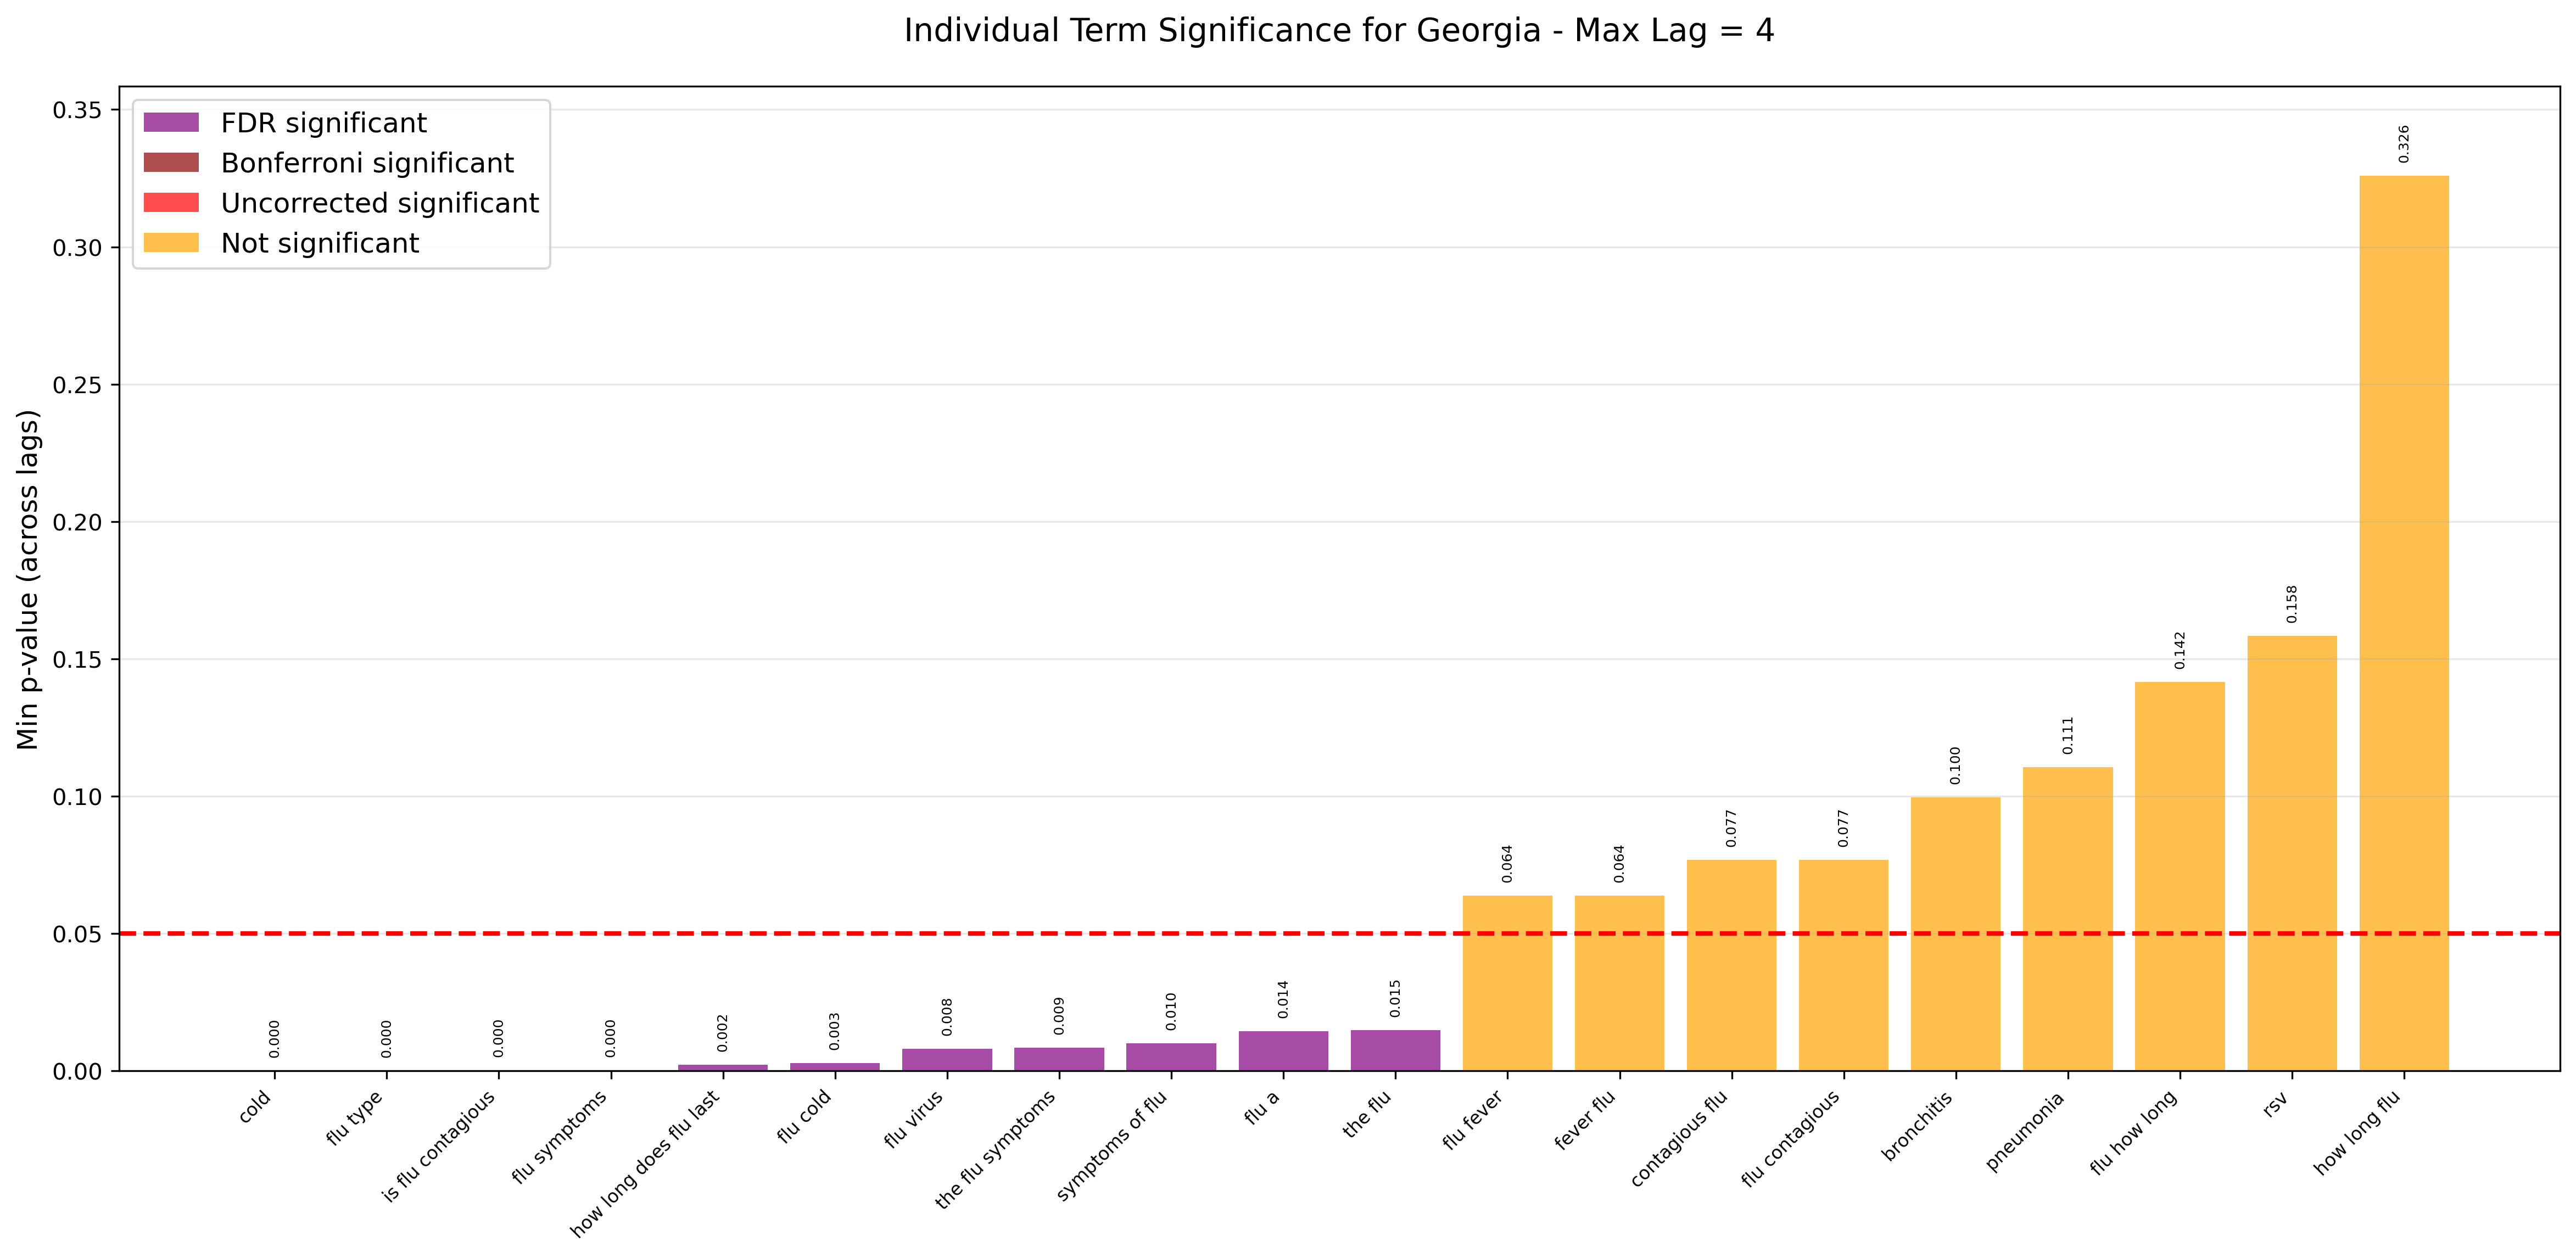 Individual Term Significance for Georgia - Max Lag = 4
FDR significant
Bonferroni significant
Uncorrected significant
Not significant
Min p-value (across lags)
0.35
0.30
0.25
0.20
0.15
0.10
0.05
0.00
0.000
0.000
0.000
0.000
0.002
0.003
0.008
0.009
0.010
0.014
0.015
0.064
0.064
0.077
0.077
0.100
0.111
0.142
0.158
0.326
cold
flu type
is flu contagious
flu symptoms
how long does flu last
flu cold
flu virus
the flu symptoms
symptoms of flu
flu a
the flu
flu fever
fever flu
contagious flu
flu contagious
bronchitis
pneumonia
flu how long
rsv
how long flu